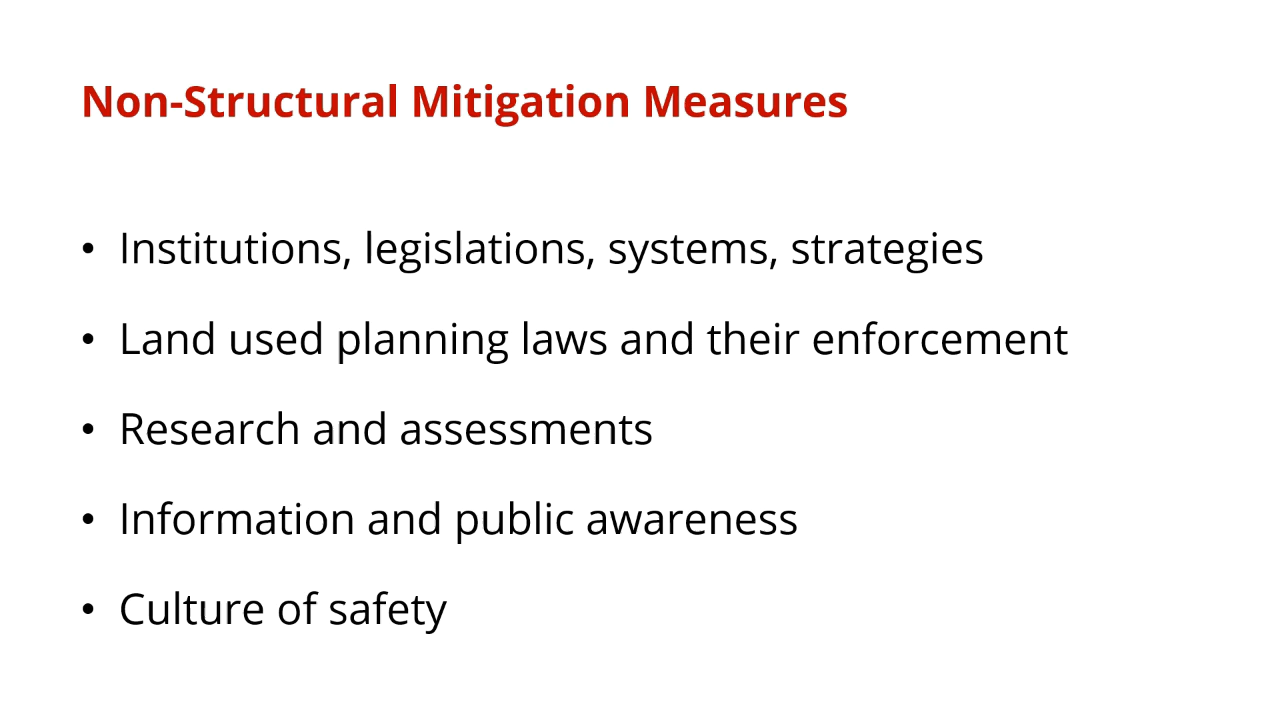 Non-Structural Mitigation Measures
• Institutions, legislations, systems, strategies
• Land used planning laws and their enforcement
• Research and assessments
• Information and public awareness
• Culture of safety